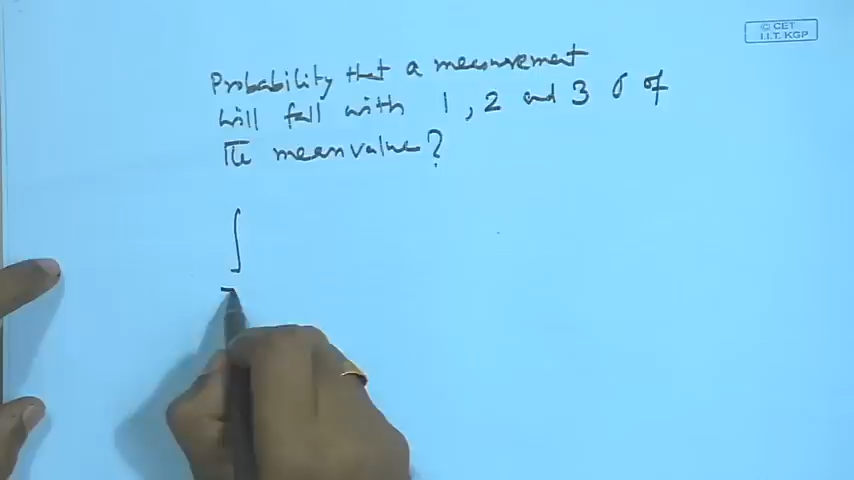 © CET
I.I.T. KGP
Probability that a measurement
will fall with 1, 2 and 3 σ of
The mean value?
∫